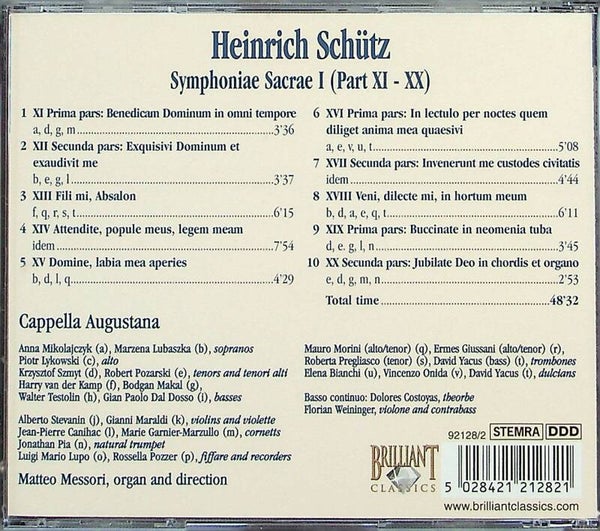 Heinrich Schütz
Symphoniae Sacrae I (Part XI - XX)
1 XI Prima pars: Benedicam Dominum in omni tempore
a, d, g, m ... 3'36
2 XII Secunda pars: Exquisivi Dominum et
exaudivit me
b, e, g, l ... 3'37
3 XIII Fili mi, Absalon
f, q, r, s, t ... 6'15
4 XIV Attendite, popule meus, legem meam
idem ... 7'54
5 XV Domine, labia mea aperies
b, d, l, q ... 4'29
6 XVI Prima pars: In lectulo per noctes quem
diliget anima mea quaesivi
a, e, v, u, t ... 5'08
7 XVII Secunda pars: Invenerunt me custodes civitatis
idem ... 4'44
8 XVIII Veni, dilecte mi, in hortum meum
b, d, a, e, q, t ... 6'11
9 XIX Prima pars: Buccinate in neomenia tuba
d, e. g, l, n ... 3'45
10 XX Secunda pars: Jubilate Deo in chordis et organo
e, d, g, m, n ... 2'53
Total time ... 48'32
Cappella Augustana
Anna Mikolajczyk (a), Marzena Lubaszka (b), sopranos
Piotr Lykowski (c), alto
Krzysztof Szmyt (d), Robert Pozarski (e), tenors and tenori alti
Harry van der Kamp (f), Bodgan Makal (g),
Walter Testolin (h), Gian Paolo Dal Dosso (i), basses
Alberto Stevanin (j), Gianni Maraldi (k), violins and violette
Jean-Pierre Canihac (l), Marie Garnier-Marzullo (m), cornetts
Jonathan Pia (n), natural trumpet
Luigi Mario Lupo (o), Rossella Pozzer (p), fiffare and recorders
Matteo Messori, organ and direction
Mauro Morini (alto/tenor) (q), Ermes Giussani (alto/tenor) (r),
Roberta Pregliasco (tenor) (s), David Yacus (bass) (t), trombones
Elena Bianchi (u), Vincenzo Onida (v), David Yacus (t), dulcians
Basso continuo: Dolores Costoyas, theorbe
Florian Weininger, violone and contrabass
92128/2 STEMRA DDD
BRILLIANT
CLASSICS
5 028421 212821
www.brilliantclassics.com